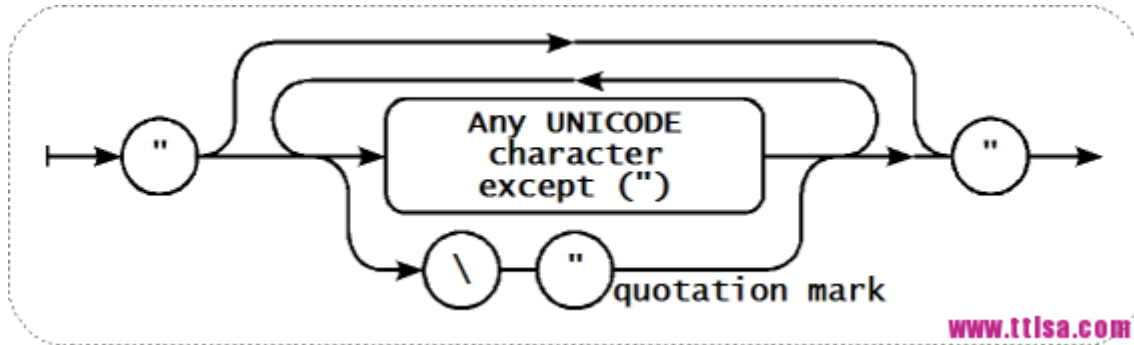 "
Any UNICODE
character
except (")
"
\
"
quotation mark
www.ttlsa.com